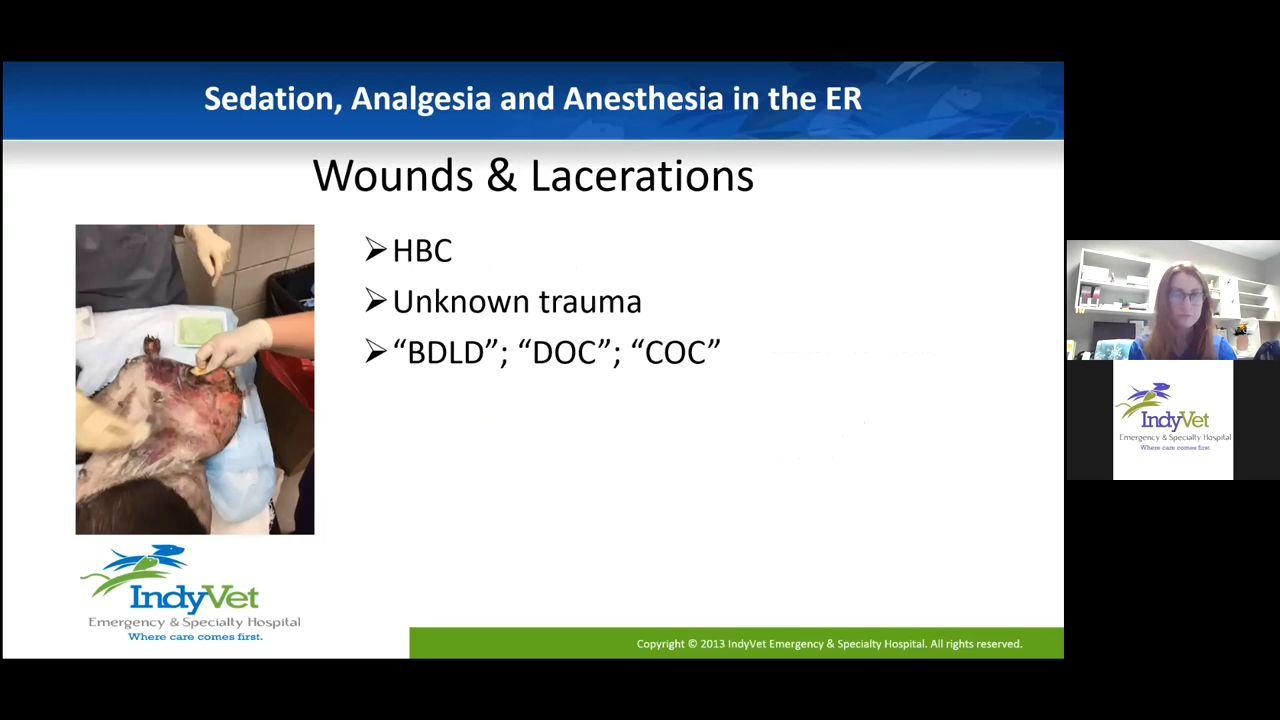 Sedation, Analgesia and Anesthesia in the ER
Wounds & Lacerations
HBC
Unknown trauma
“BDLD”; “DOC”; “COC”
IndyVet
Emergency & Specialty Hospital
Where care comes first.
Copyright © 2013 IndyVet Emergency & Specialty Hospital. All rights reserved.
IndyVet
Emergency & Specialty Hospital
Where care comes first.